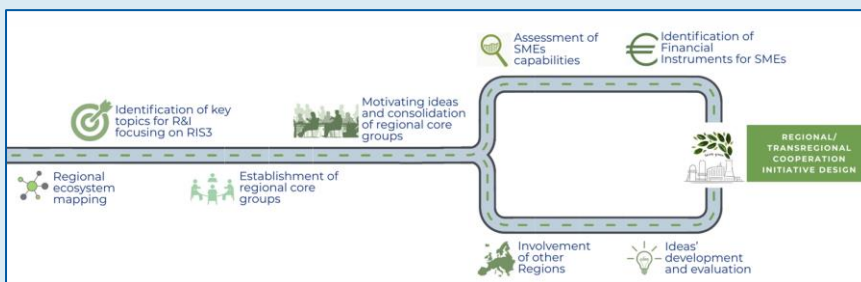 Assessment of
SMEs
capabilities
Identification of
Financial
Instruments for SMEs
Identification of key
topics for R&I
focusing on RIS3
Motivating ideas
and consolidation
of regional core
groups
REGIONAL/
TRANSREGIONAL
COOPERATION
INITIATIVE DESIGN
Regional
ecosystem
mapping
Establishment of
regional core
groups
Involvement
of other
Regions
Ideas'
development
and evaluation